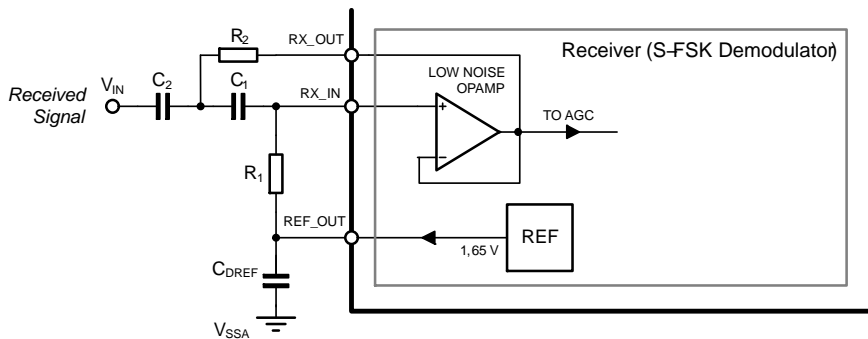 Receiver (S-FSK Demodulator)
R2
RX_OUT
LOW NOISE
OPAMP
Received
Signal
VIN
C2
C1
RX_IN
+
−
TO AGC
R1
REF_OUT
REF
1,65 V
CDREF
VSSA